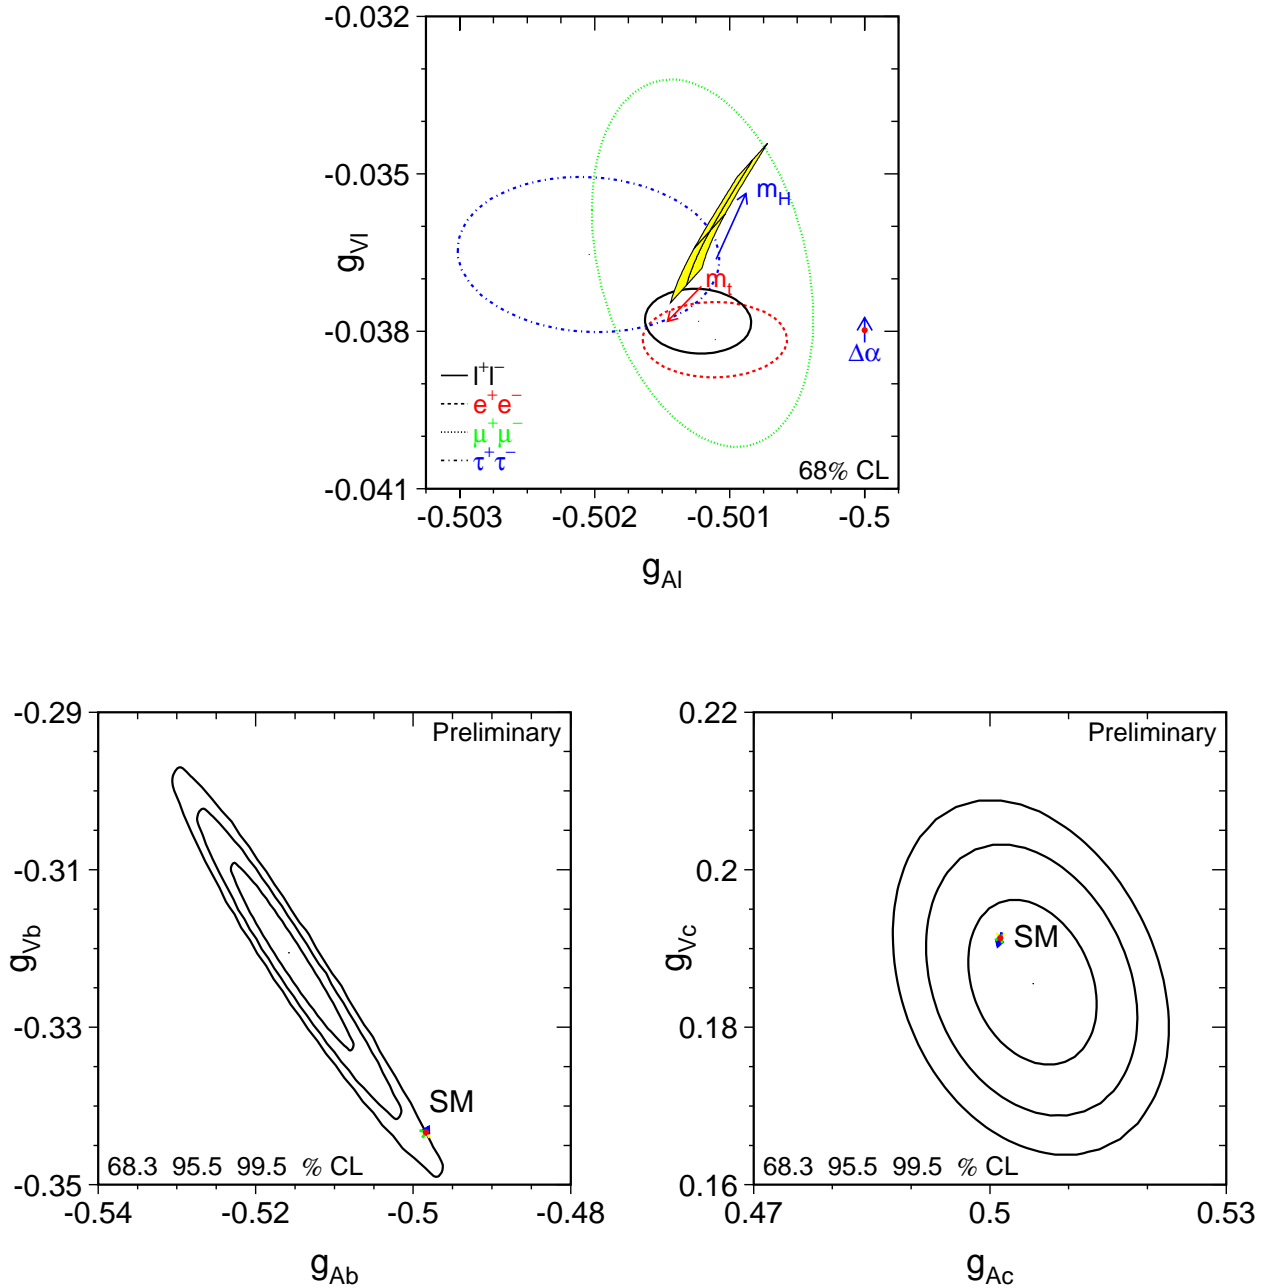 -0.032
-0.035
-0.038
-0.041
g_Vl
m_H
m_t
Δα
l⁺l⁻
e⁺e⁻
μ⁺μ⁻
τ⁺τ⁻
68% CL
-0.503 -0.502 -0.501 -0.5
g_Al
-0.29
-0.31
-0.33
-0.35
g_Vb
Preliminary
SM
68.3 95.5 99.5 % CL
-0.54 -0.52 -0.5 -0.48
g_Ab
0.22
0.2
0.18
0.16
g_Vc
Preliminary
SM
68.3 95.5 99.5 % CL
0.47 0.5 0.53
g_Ac